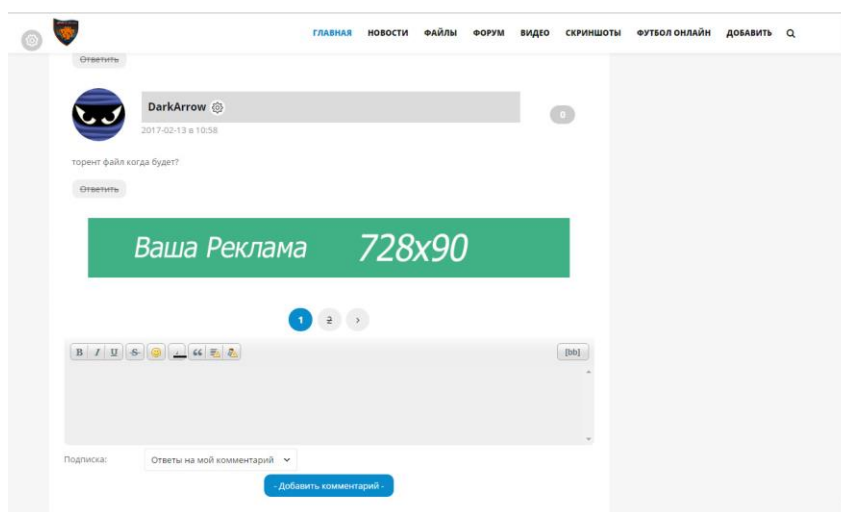 ГЛАВНАЯ НОВОСТИ ФАЙЛЫ ФОРУМ ВИДЕО СКРИНШОТЫ ФУТБОЛ ОНЛАЙН ДОБАВИТЬ
Ответить
DarkArrow
0
2017-02-13 в 10:58
торент файл когда будет?
Ответить
Ваша Реклама 728x90
1 2 ›
B I U S [bb]
Подписка: Ответы на мой комментарий
- Добавить комментарий -